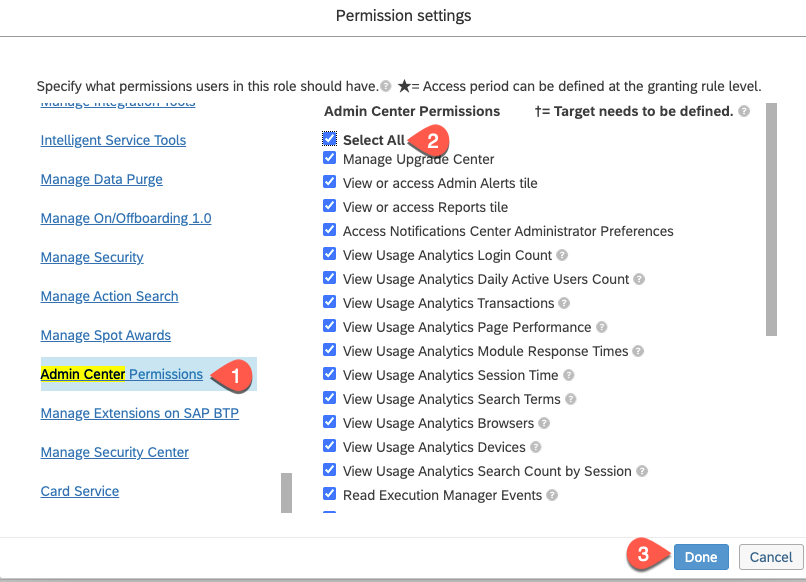 Permission settings
Specify what permissions users in this role should have. ★= Access period can be defined at the granting rule level.
Manage Integration Tools
Intelligent Service Tools
Manage Data Purge
Manage On/Offboarding 1.0
Manage Security
Manage Action Search
Manage Spot Awards
Admin Center Permissions
1
Manage Extensions on SAP BTP
Manage Security Center
Card Service
Admin Center Permissions †= Target needs to be defined.
Select All
2
Manage Upgrade Center
View or access Admin Alerts tile
View or access Reports tile
Access Notifications Center Administrator Preferences
View Usage Analytics Login Count
View Usage Analytics Daily Active Users Count
View Usage Analytics Transactions
View Usage Analytics Page Performance
View Usage Analytics Module Response Times
View Usage Analytics Session Time
View Usage Analytics Search Terms
View Usage Analytics Browsers
View Usage Analytics Devices
View Usage Analytics Search Count by Session
Read Execution Manager Events
3
Done
Cancel